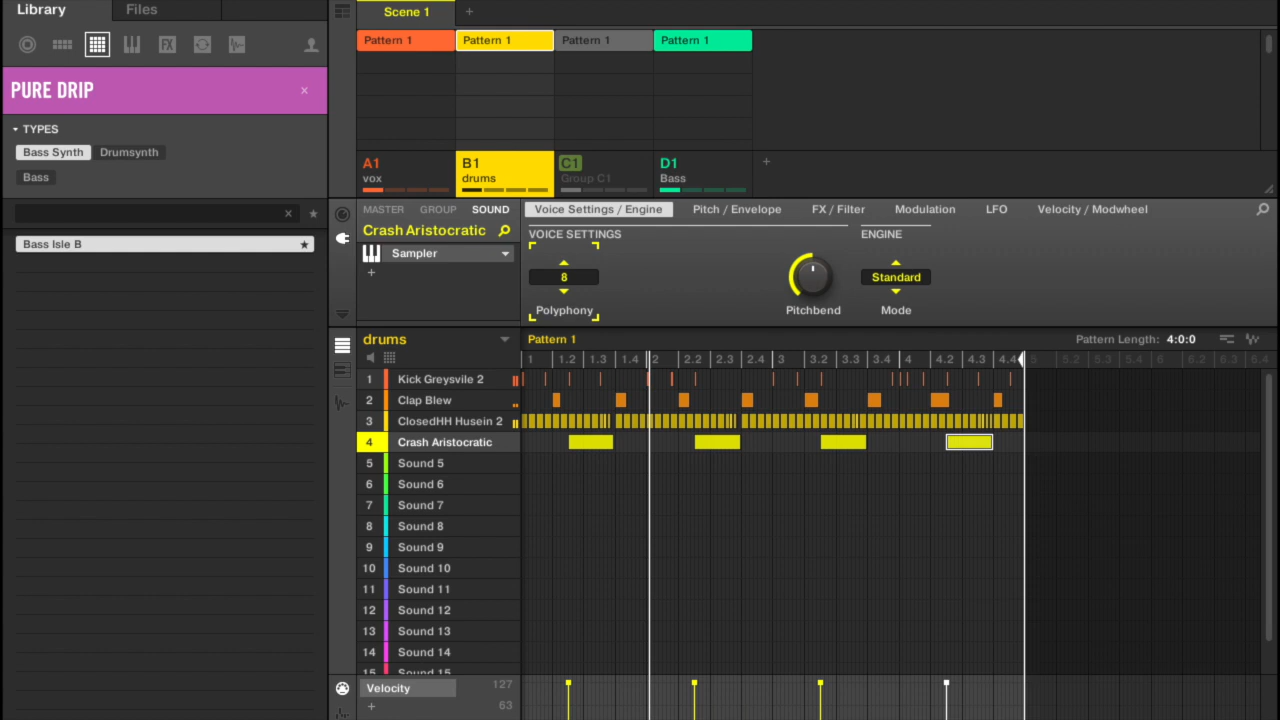 Library Files
Scene 1 +
Pattern 1 Pattern 1 Pattern 1 Pattern 1
FX
PURE DRIP ×
TYPES
Bass Synth Drumsynth
Bass
A1 B1 C1 D1 +
vox drums Group C1 Bass
×
Bass Isle B
MASTER GROUP SOUND
Crash Aristocratic
Sampler
+
Voice Settings / Engine Pitch / Envelope FX / Filter Modulation LFO Velocity / Modwheel
VOICE SETTINGS ENGINE
8 Standard
Polyphony Pitchbend Mode
drums Pattern 1 Pattern Length: 4:0:0
1 1.2 1.3 1.4 2 2.2 2.3 2.4 3 3.2 3.3 3.4 4 4.2 4.3 4.4 5 5.2 5.3 5.4 6 6.2 6.3 6.4
1 Kick Greysvile 2
2 Clap Blew
3 ClosedHH Husein 2
4 Crash Aristocratic
5 Sound 5
6 Sound 6
7 Sound 7
8 Sound 8
9 Sound 9
10 Sound 10
11 Sound 11
12 Sound 12
13 Sound 13
14 Sound 14
15 Sound 15
Velocity 127
+ 63